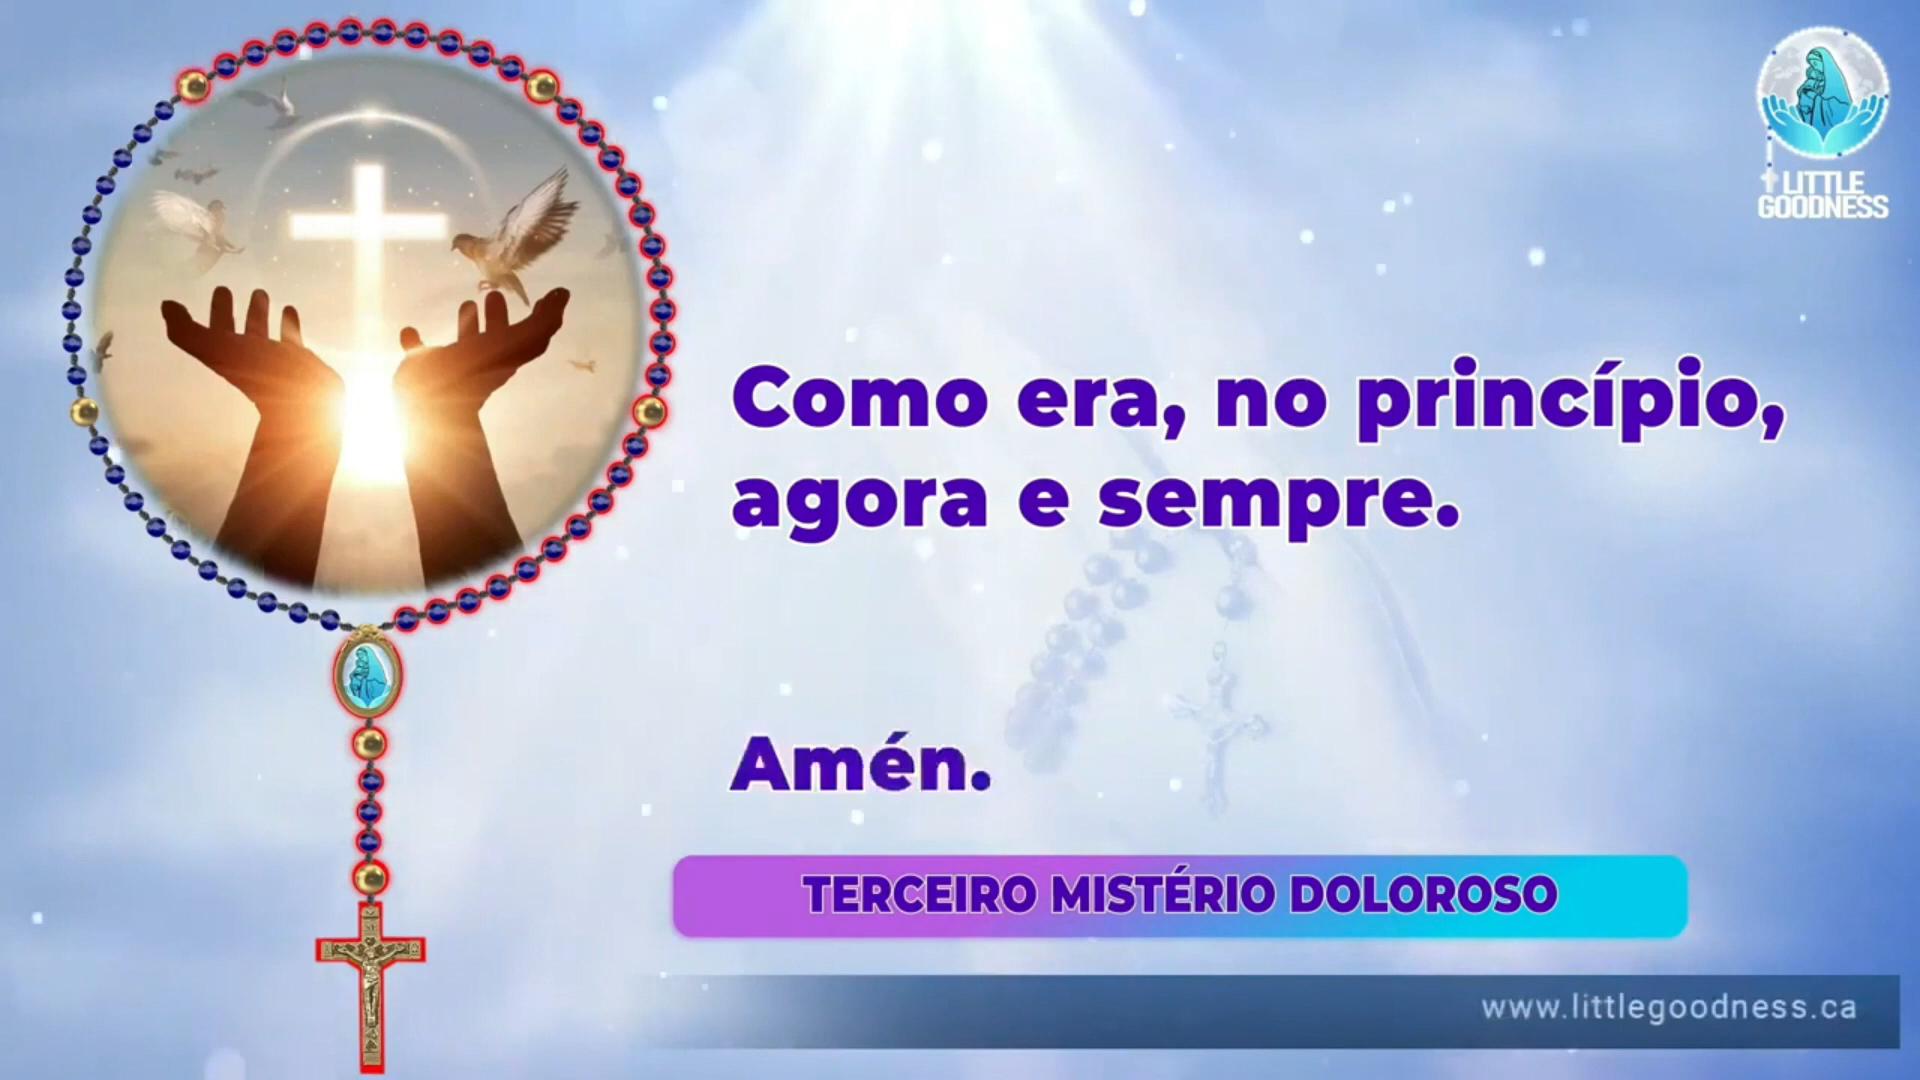 LITTLE
GOODNESS
Como era, no princípio,
agora e sempre.
Amén.
TERCEIRO MISTÉRIO DOLOROSO
www.littlegoodness.ca